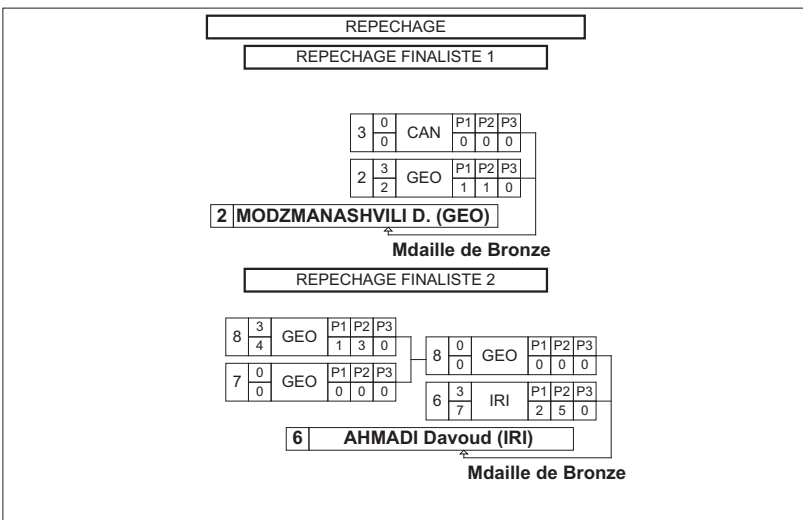 REPECHAGE
REPECHAGE FINALISTE 1
3 0 CAN P1 P2 P3
0 0 0 0
2 3 GEO P1 P2 P3
2 1 1 0
2 MODZMANASHVILI D. (GEO)
Mdaille de Bronze
REPECHAGE FINALISTE 2
8 3 GEO P1 P2 P3
4 1 3 0
7 0 GEO P1 P2 P3
0 0 0 0
8 0 GEO P1 P2 P3
0 0 0 0
6 3 IRI P1 P2 P3
7 2 5 0
6 AHMADI Davoud (IRI)
Mdaille de Bronze